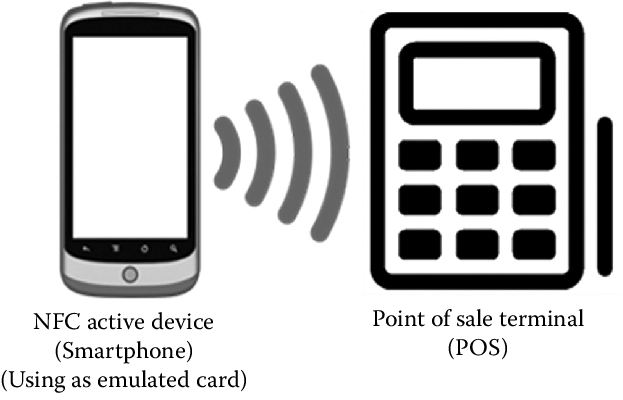 NFC active device
(Smartphone)
(Using as emulated card)
Point of sale terminal
(POS)